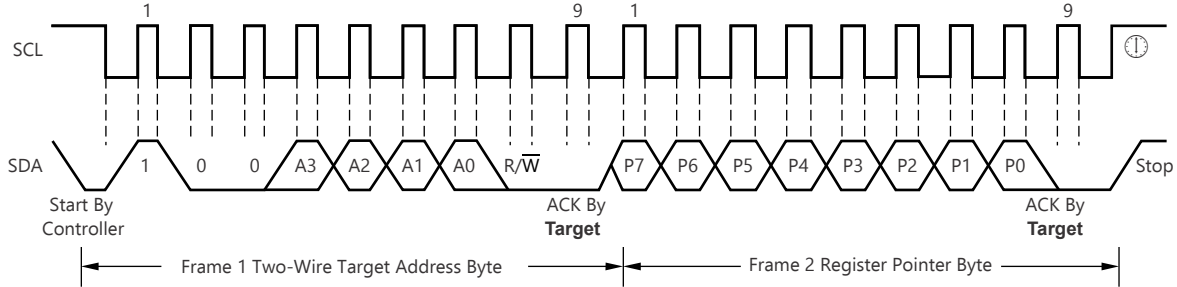 1 9 1 9
SCL
SDA 1 0 0 A3 A2 A1 A0 R/W̅ P7 P6 P5 P4 P3 P2 P1 P0 Stop
Start By
Controller
ACK By
Target
ACK By
Target
Frame 1 Two-Wire Target Address Byte
Frame 2 Register Pointer Byte